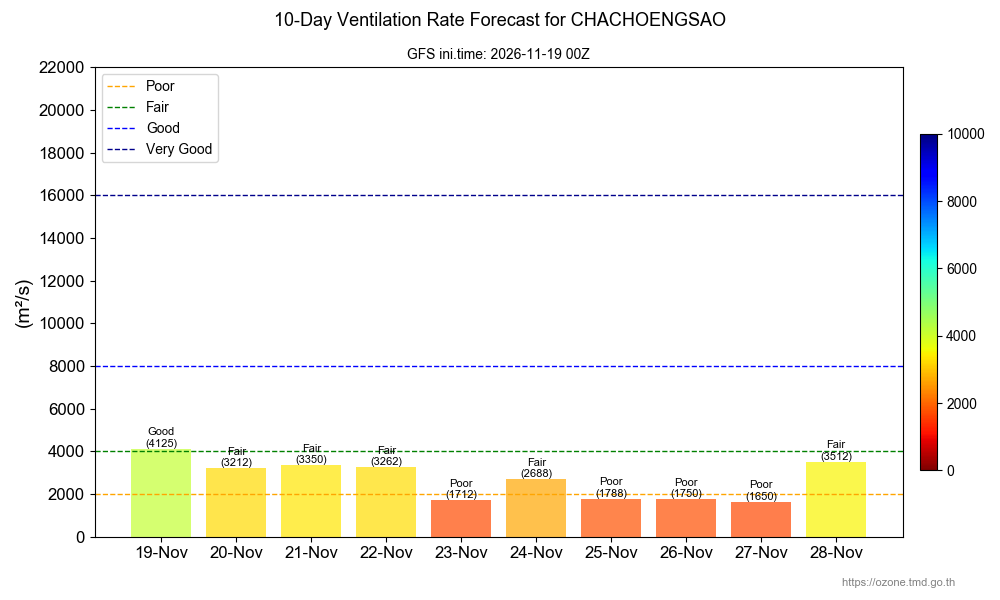 10-Day Ventilation Rate Forecast for CHACHOENGSAO
GFS ini.time: 2026-11-19 00Z
Poor
Fair
Good
Very Good
(m²/s)
22000
20000
18000
16000
14000
12000
10000
8000
6000
4000
2000
0
Good
(4125)
Fair
(3212)
Fair
(3350)
Fair
(3262)
Poor
(1712)
Fair
(2688)
Poor
(1788)
Poor
(1750)
Poor
(1650)
Fair
(3512)
19-Nov 20-Nov 21-Nov 22-Nov 23-Nov 24-Nov 25-Nov 26-Nov 27-Nov 28-Nov
10000
8000
6000
4000
2000
0
https://ozone.tmd.go.th